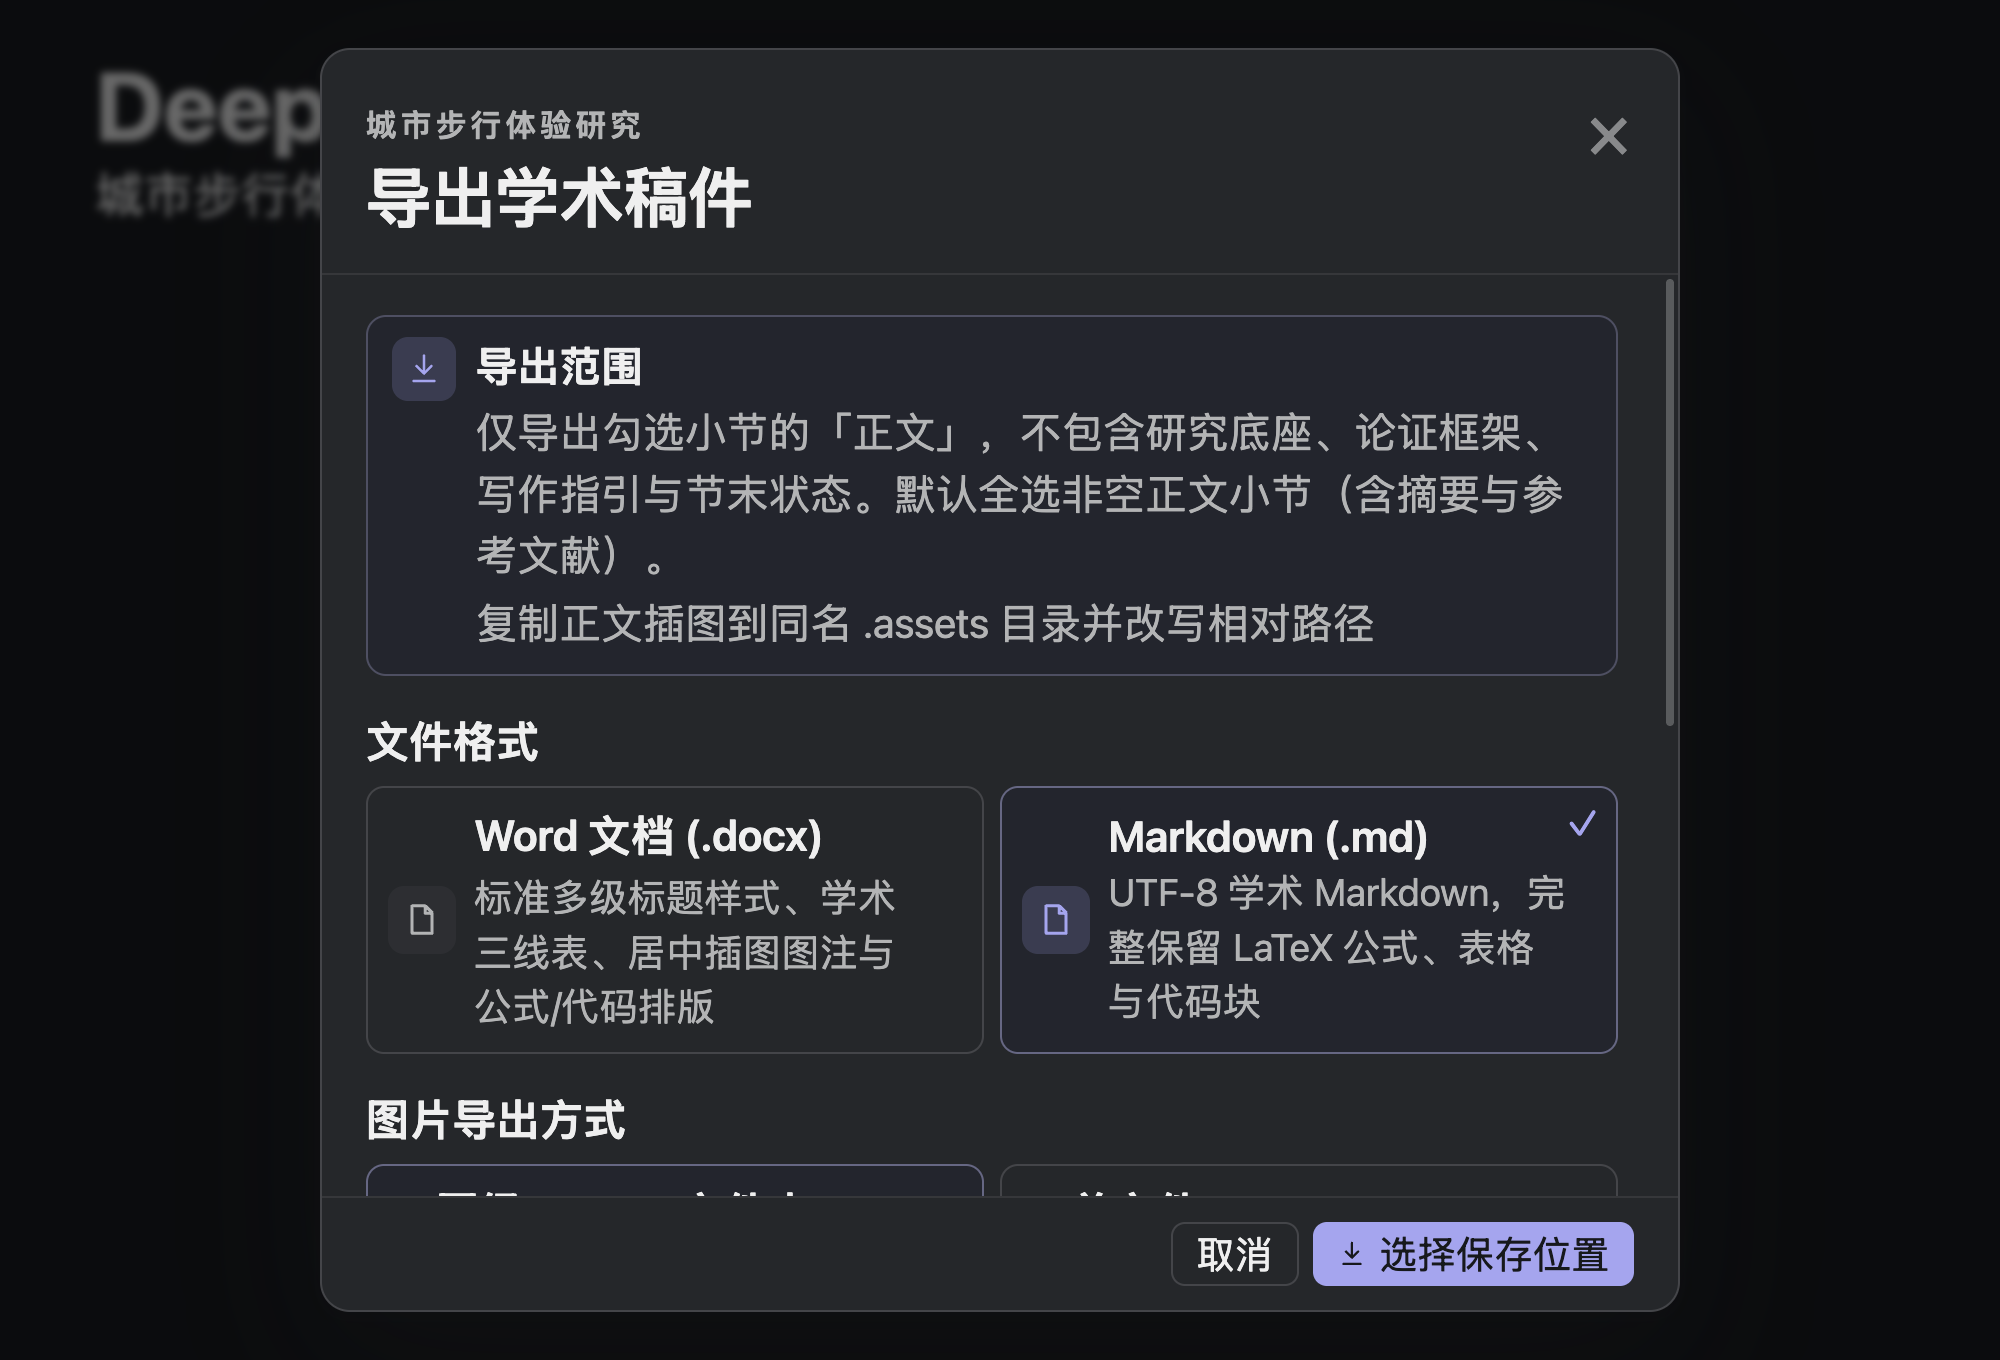 Deep
城市步行体
城市步行体验研究
导出学术稿件
导出范围
仅导出勾选小节的「正文」，不包含研究底座、论证框架、
写作指引与节末状态。默认全选非空正文小节（含摘要与参
考文献）。
复制正文插图到同名 .assets 目录并改写相对路径
文件格式
Word 文档 (.docx)
标准多级标题样式、学术
三线表、居中插图图注与
公式/代码排版
Markdown (.md)
UTF-8 学术 Markdown，完
整保留 LaTeX 公式、表格
与代码块
图片导出方式
取消
选择保存位置